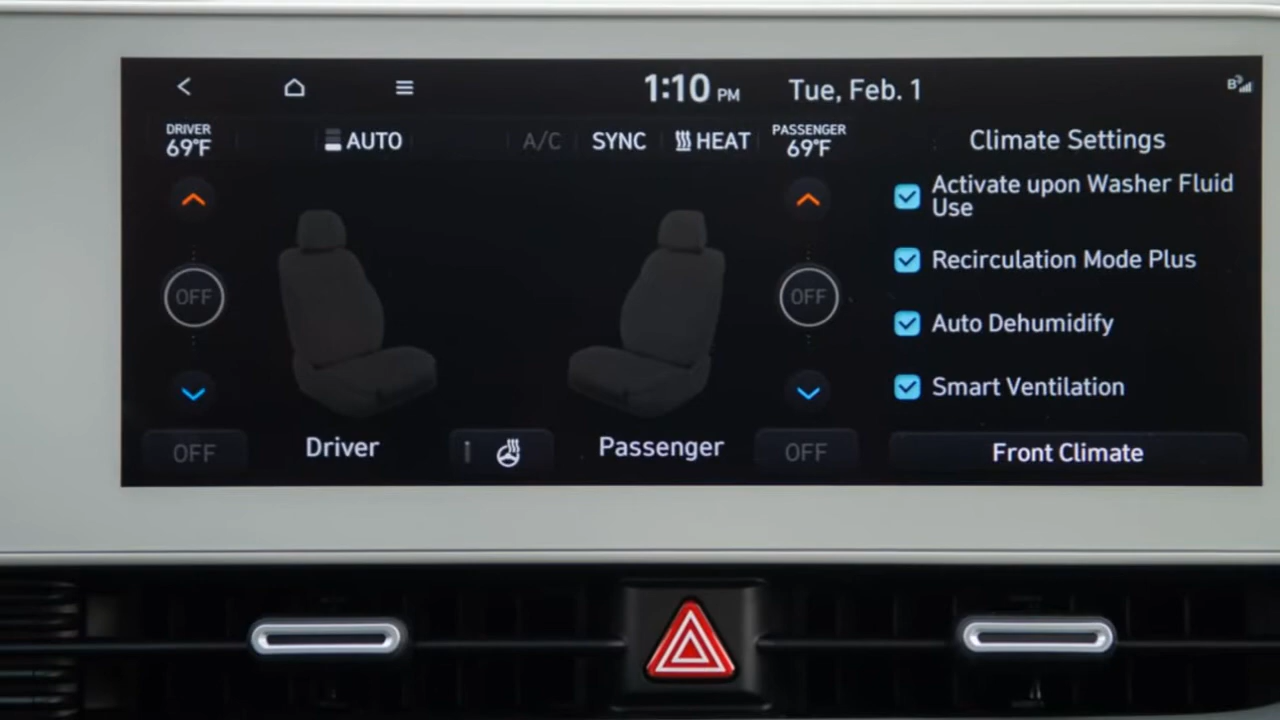 1:10 PM
Tue, Feb. 1
DRIVER
69°F
AUTO
A/C
SYNC
HEAT
PASSENGER
69°F
Climate Settings
Activate upon Washer Fluid
Use
OFF
OFF
Recirculation Mode Plus
Auto Dehumidify
Smart Ventilation
OFF
Driver
Passenger
OFF
Front Climate